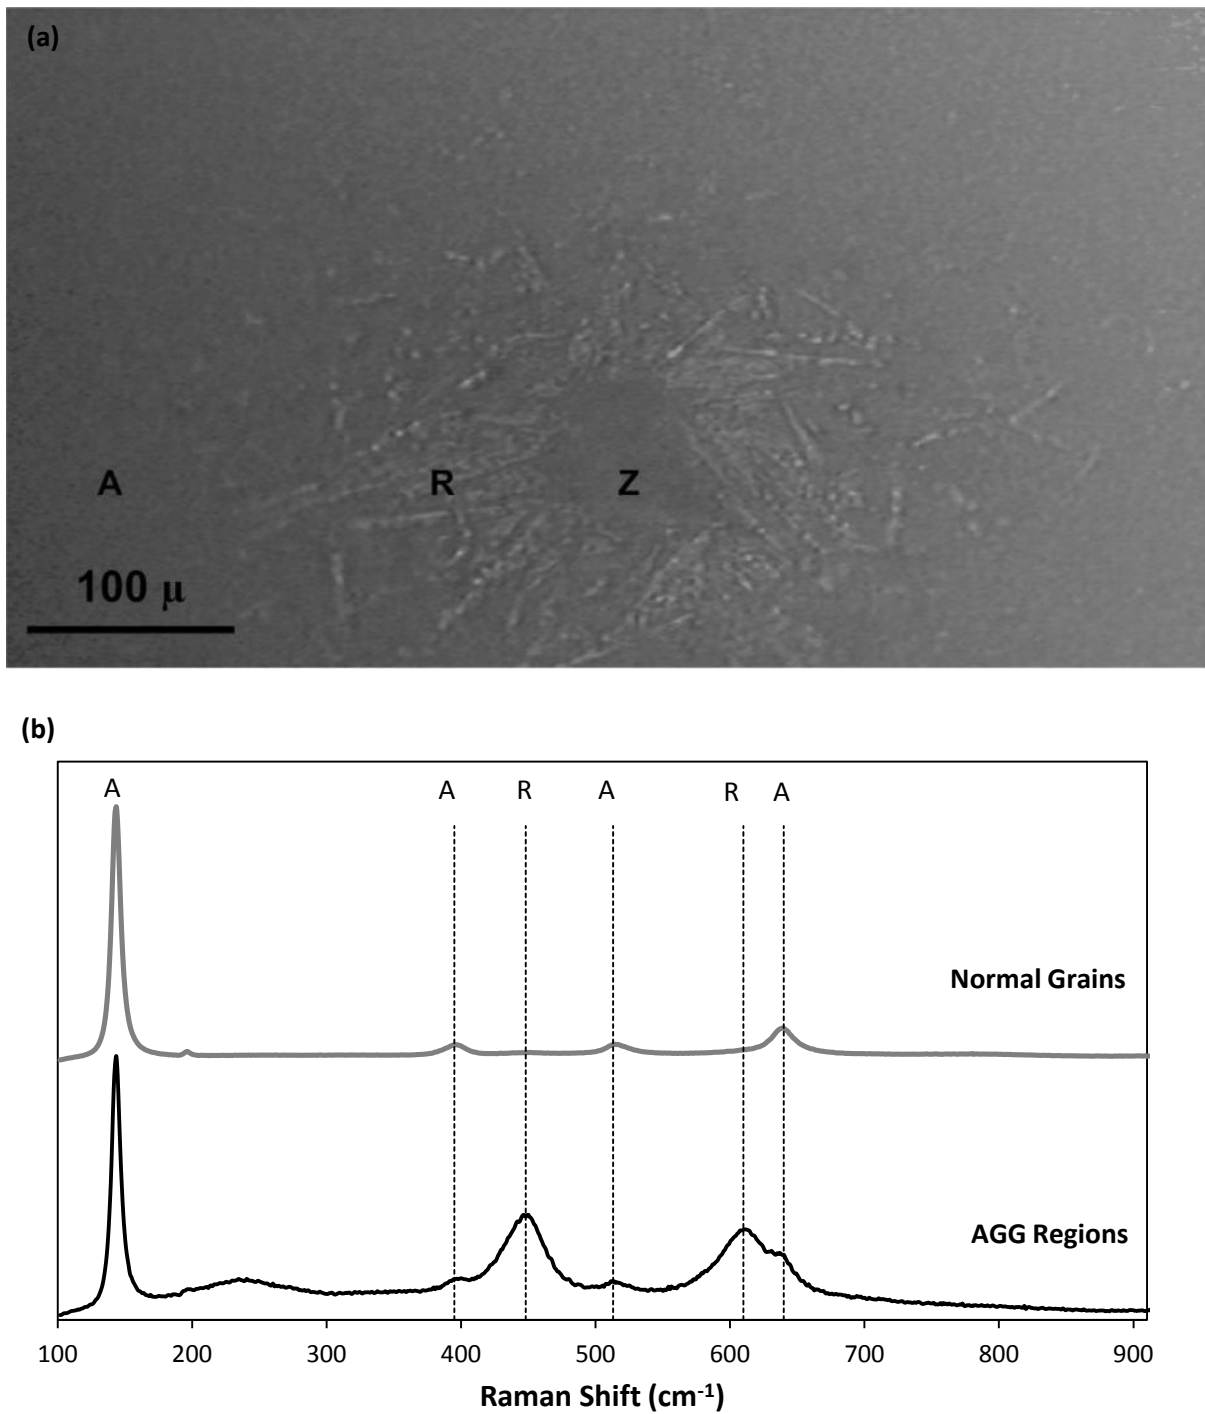 (a)
A R Z
100 μ
(b)
A A R A R A
Normal Grains
AGG Regions
100 200 300 400 500 600 700 800 900
Raman Shift (cm⁻¹)